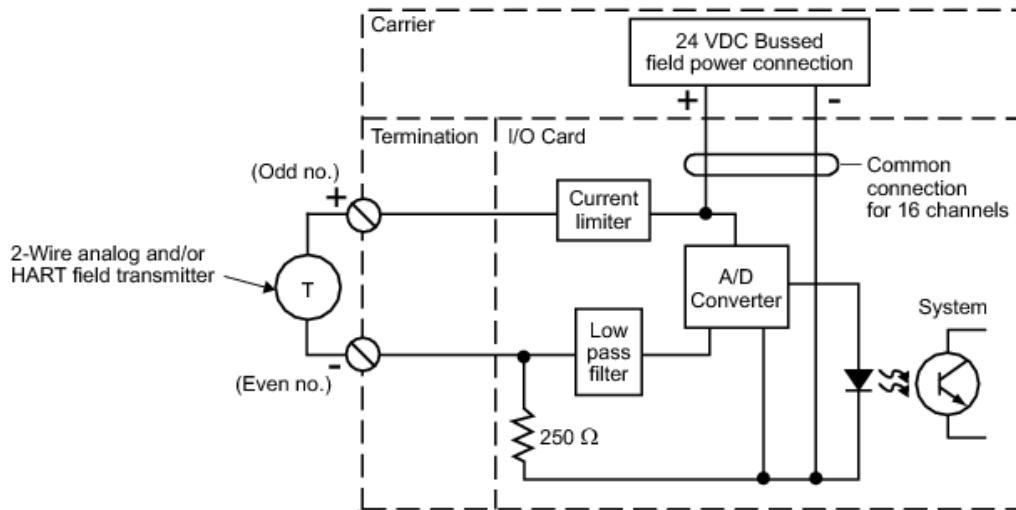 Carrier
24 VDC Bussed
field power connection
+
-
Termination
I/O Card
(Odd no.)
+
Current
limiter
Common
connection
for 16 channels
2-Wire analog and/or
HART field transmitter
T
A/D
Converter
System
Low
pass
filter
-
(Even no.)
250 Ω